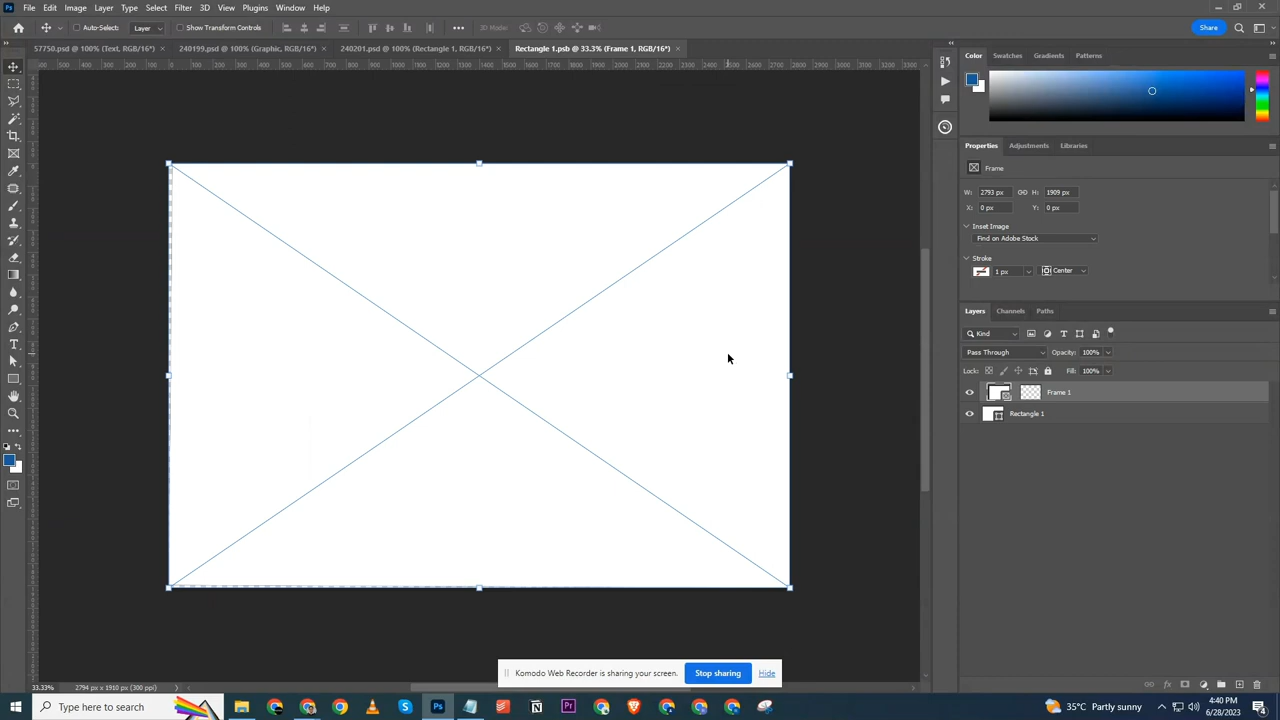 File Edit Image Layer Type Select Filter 3D View Plugins Window Help
Auto-Select: Layer Show Transform Controls 3D Mode: Share
57750.psd @ 100% (Text, RGB/16*) × 240199.psd @ 100% (Graphic, RGB/16*) × 240201.psd @ 100% (Rectangle 1, RGB/16*) × Rectangle 1.psb @ 33.3% (Frame 1, RGB/16*) ×
Color Swatches Gradients Patterns
Properties Adjustments Libraries
Frame
W: 2793 px H: 1909 px
X: 0 px Y: 0 px
Inset Image
Find on Adobe Stock
Stroke
1 px Center
Layers Channels Paths
Kind
Pass Through Opacity: 100%
Lock: Fill: 100%
Frame 1
Rectangle 1
Komodo Web Recorder is sharing your screen. Stop sharing Hide
33.33% 2794 px x 1910 px (300 ppi)
Type here to search
35°C Partly sunny
4:40 PM
6/28/2023